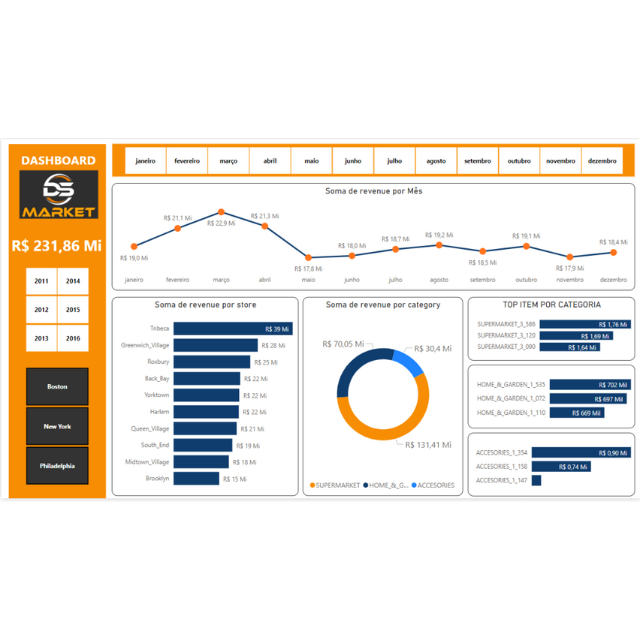 DASHBOARD
DS
MARKET
R$ 231,86 Mi
2011 2014
2012 2015
2013 2016
Boston
New York
Philadelphia
janeiro fevereiro março abril maio junho julho agosto setembro outubro novembro dezembro
Soma de revenue por Mês
R$ 19,0 Mi R$ 21,1 Mi R$ 22,9 Mi R$ 21,3 Mi R$ 17,8 Mi R$ 18,0 Mi R$ 18,7 Mi R$ 19,2 Mi R$ 18,5 Mi R$ 19,1 Mi R$ 17,9 Mi R$ 18,4 Mi
janeiro fevereiro março abril maio junho julho agosto setembro outubro novembro dezembro
Soma de revenue por store
Tribeca R$ 39 Mi
Greenwich_Village R$ 28 Mi
Roxbury R$ 25 Mi
Back_Bay R$ 22 Mi
Yorktown R$ 22 Mi
Harlem R$ 22 Mi
Queen_Village R$ 21 Mi
South_End R$ 19 Mi
Midtown_Village R$ 18 Mi
Brooklyn R$ 15 Mi
Soma de revenue por category
R$ 70,05 Mi
R$ 30,4 Mi
R$ 131,41 Mi
SUPERMARKET HOME_&_G... ACCESORIES
TOP ITEM POR CATEGORIA
SUPERMARKET_3_586 R$ 1,76 Mi
SUPERMARKET_3_120 R$ 1,69 Mi
SUPERMARKET_3_090 R$ 1,64 Mi
HOME_&_GARDEN_1_535 R$ 702 Mil
HOME_&_GARDEN_1_072 R$ 697 Mil
HOME_&_GARDEN_1_110 R$ 669 Mil
ACCESORIES_1_354 R$ 0,90 Mi
ACCESORIES_1_158 R$ 0,74 Mi
ACCESORIES_1_147